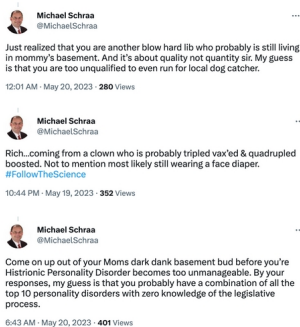 Michael Schraa
@MichaelSchraa
Just realized that you are another blow hard lib who probably is still living
in mommy's basement. And it's about quality not quantity sir. My guess
is that you are too unqualified to even run for local dog catcher.
12:01 AM · May 20, 2023 · 280 Views
Michael Schraa
@MichaelSchraa
Rich...coming from a clown who is probably tripled vax'ed & quadrupled
boosted. Not to mention most likely still wearing a face diaper.
#FollowTheScience
10:44 PM · May 19, 2023 · 352 Views
Michael Schraa
@MichaelSchraa
Come on up out of your Moms dark dank basement bud before you're
Histrionic Personality Disorder becomes too unmanageable. By your
responses, my guess is that you probably have a combination of all the
top 10 personality disorders with zero knowledge of the legislative
process.
6:43 AM · May 20, 2023 · 401 Views